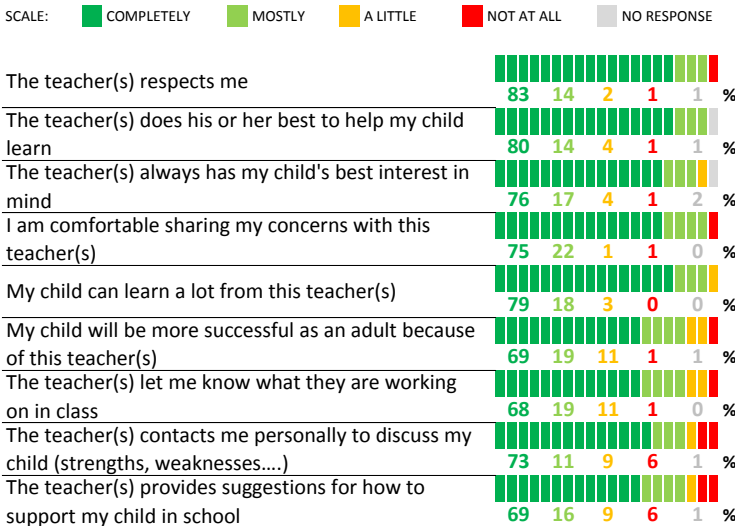 SCALE: COMPLETELY MOSTLY A LITTLE NOT AT ALL NO RESPONSE
The teacher(s) respects me
83 14 2 1 1 %
The teacher(s) does his or her best to help my child
learn
80 14 4 1 1 %
The teacher(s) always has my child's best interest in
mind
76 17 4 1 2 %
I am comfortable sharing my concerns with this
teacher(s)
75 22 1 1 0 %
My child can learn a lot from this teacher(s)
79 18 3 0 0 %
My child will be more successful as an adult because
of this teacher(s)
69 19 11 1 1 %
The teacher(s) let me know what they are working
on in class
68 19 11 1 0 %
The teacher(s) contacts me personally to discuss my
child (strengths, weaknesses....)
73 11 9 6 1 %
The teacher(s) provides suggestions for how to
support my child in school
69 16 9 6 1 %